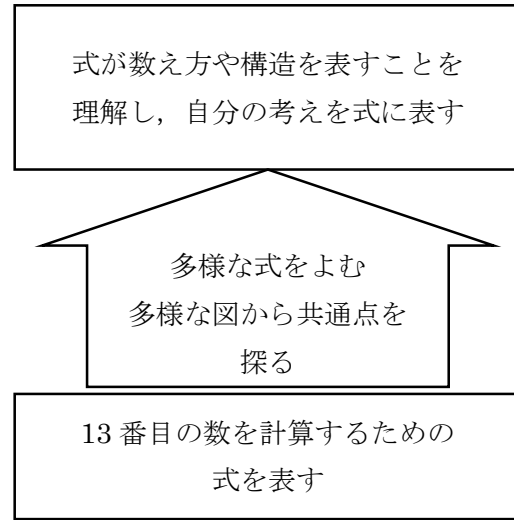 式が数え方や構造を表すことを
理解し，自分の考えを式に表す
多様な式をよむ
多様な図から共通点を
探る
13 番目の数を計算するための
式を表す